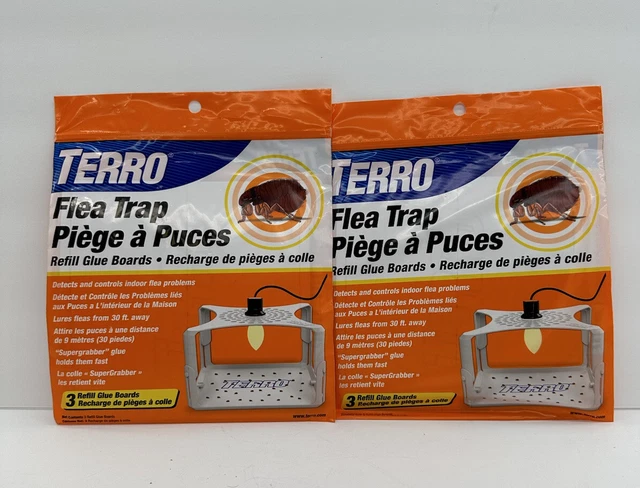 TERRO
Flea Trap
Piège à Puces
Refill Glue Boards • Recharge de pièges à colle
Detects and controls indoor flea problems
Détecte et Contrôle les Problèmes liés
aux Puces a L'intérieur de la Maison
Lures fleas from 30 ft. away
Attire les puces à une distance
de 9 mètres (30 piedes)
"Supergrabber" glue
holds them fast
La colle « SuperGrabber »
les retient vite
TERRO
3 Refill Glue Boards
Recharge de pièges à colle
www.terro.com
TERRO
Flea Trap
Piège à Puces
Refill Glue Boards • Recharge de pièges à colle
Detects and controls indoor flea problems
Détecte et Contrôle les Problèmes liés
aux Puces a L'intérieur de la Maison
Lures fleas from 30 ft. away
Attire les puces à une distance
de 9 mètres (30 piedes)
"Supergrabber" glue
holds them fast
La colle « SuperGrabber »
les retient vite
TERRO
3 Refill Glue Boards
Recharge de pièges à colle
www.terro.com